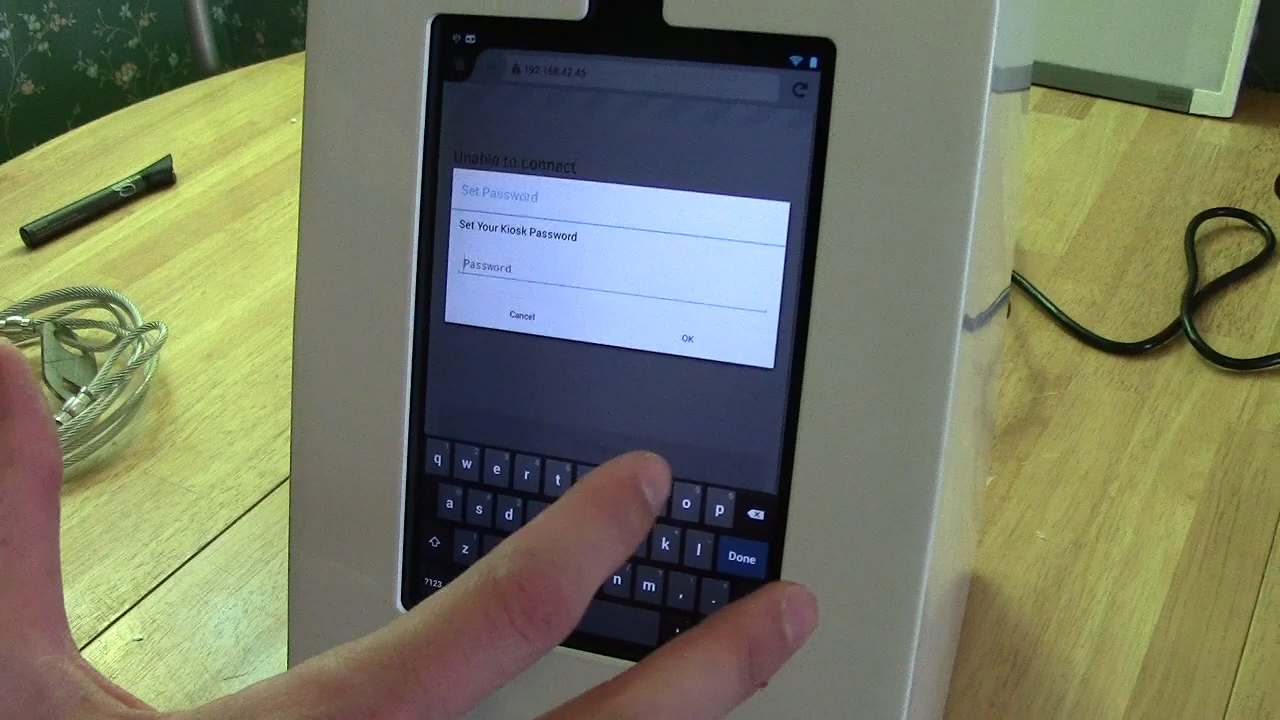 192.168.42.45
Unable to connect
Set Password
Set Your Kiosk Password
Password
Cancel
OK
q w e r t o p
a s d k l Done
z n m , .
?123